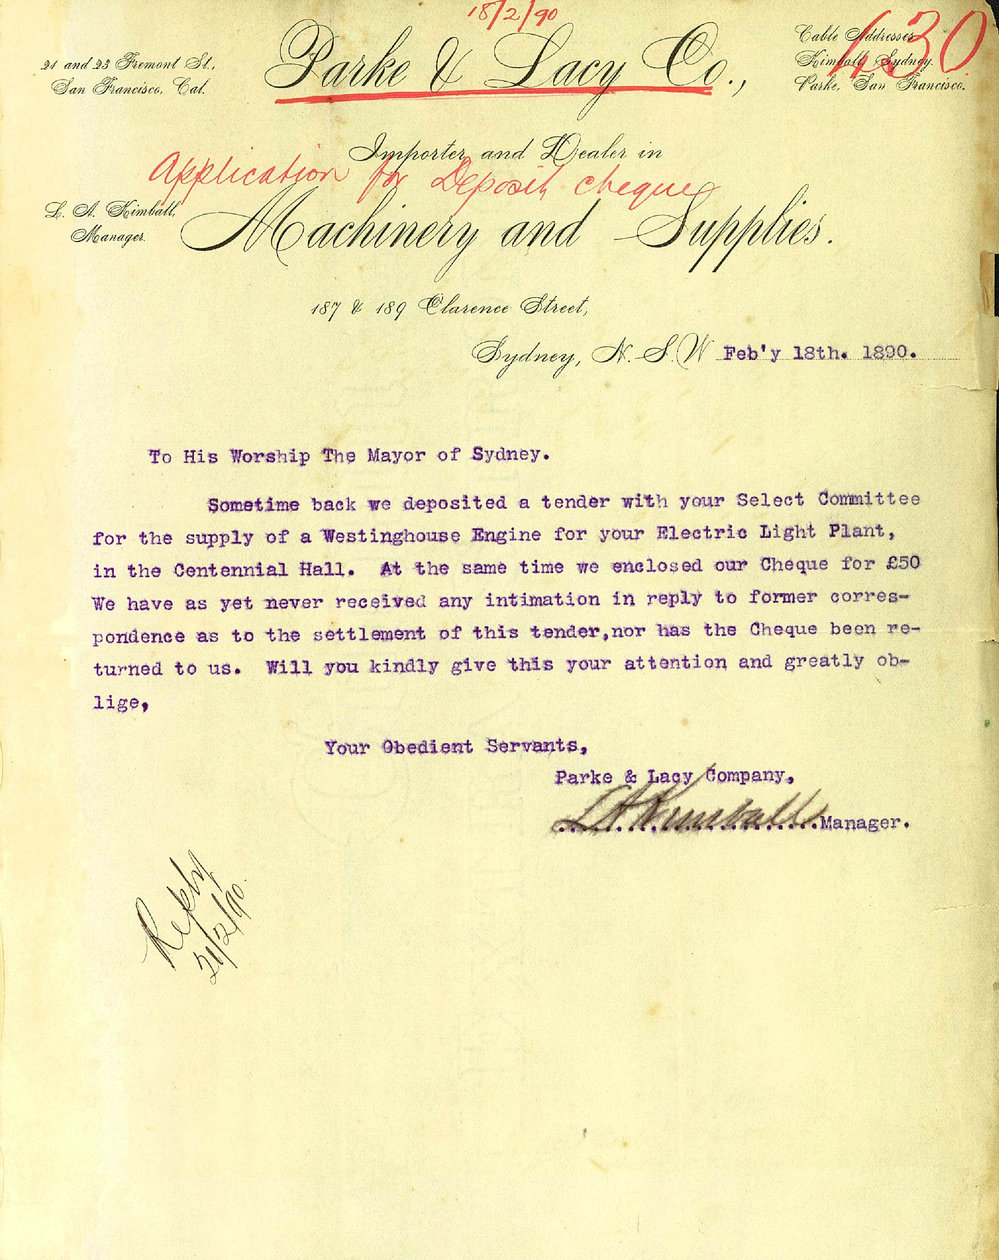 18/2/90
430
21 and 23 Fremont St.,
San Francisco, Cal.
Parke & Lacy Co.,
Cable Addresses
Kimball, Sydney.
Parke, San Francisco.
Importer and Dealer in
Application for Deposit cheque
L. A. Kimball,
Manager.
Machinery and Supplies.
187 & 189 Clarence Street,
Sydney, N.S.W Feb'y 18th. 1890.
To His Worship The Mayor of Sydney.
Sometime back we deposited a tender with your Select Committee
for the supply of a Westinghouse Engine for your Electric Light Plant,
in the Centennial Hall. At the same time we enclosed our Cheque for £50
We have as yet never received any intimation in reply to former corres-
pondence as to the settlement of this tender,nor has the Cheque been re-
turned to us. Will you kindly give this your attention and greatly ob-
lige,
Your Obedient Servants,
Parke & Lacy Company,
L A Kimball Manager.
Reply
21/2/90.